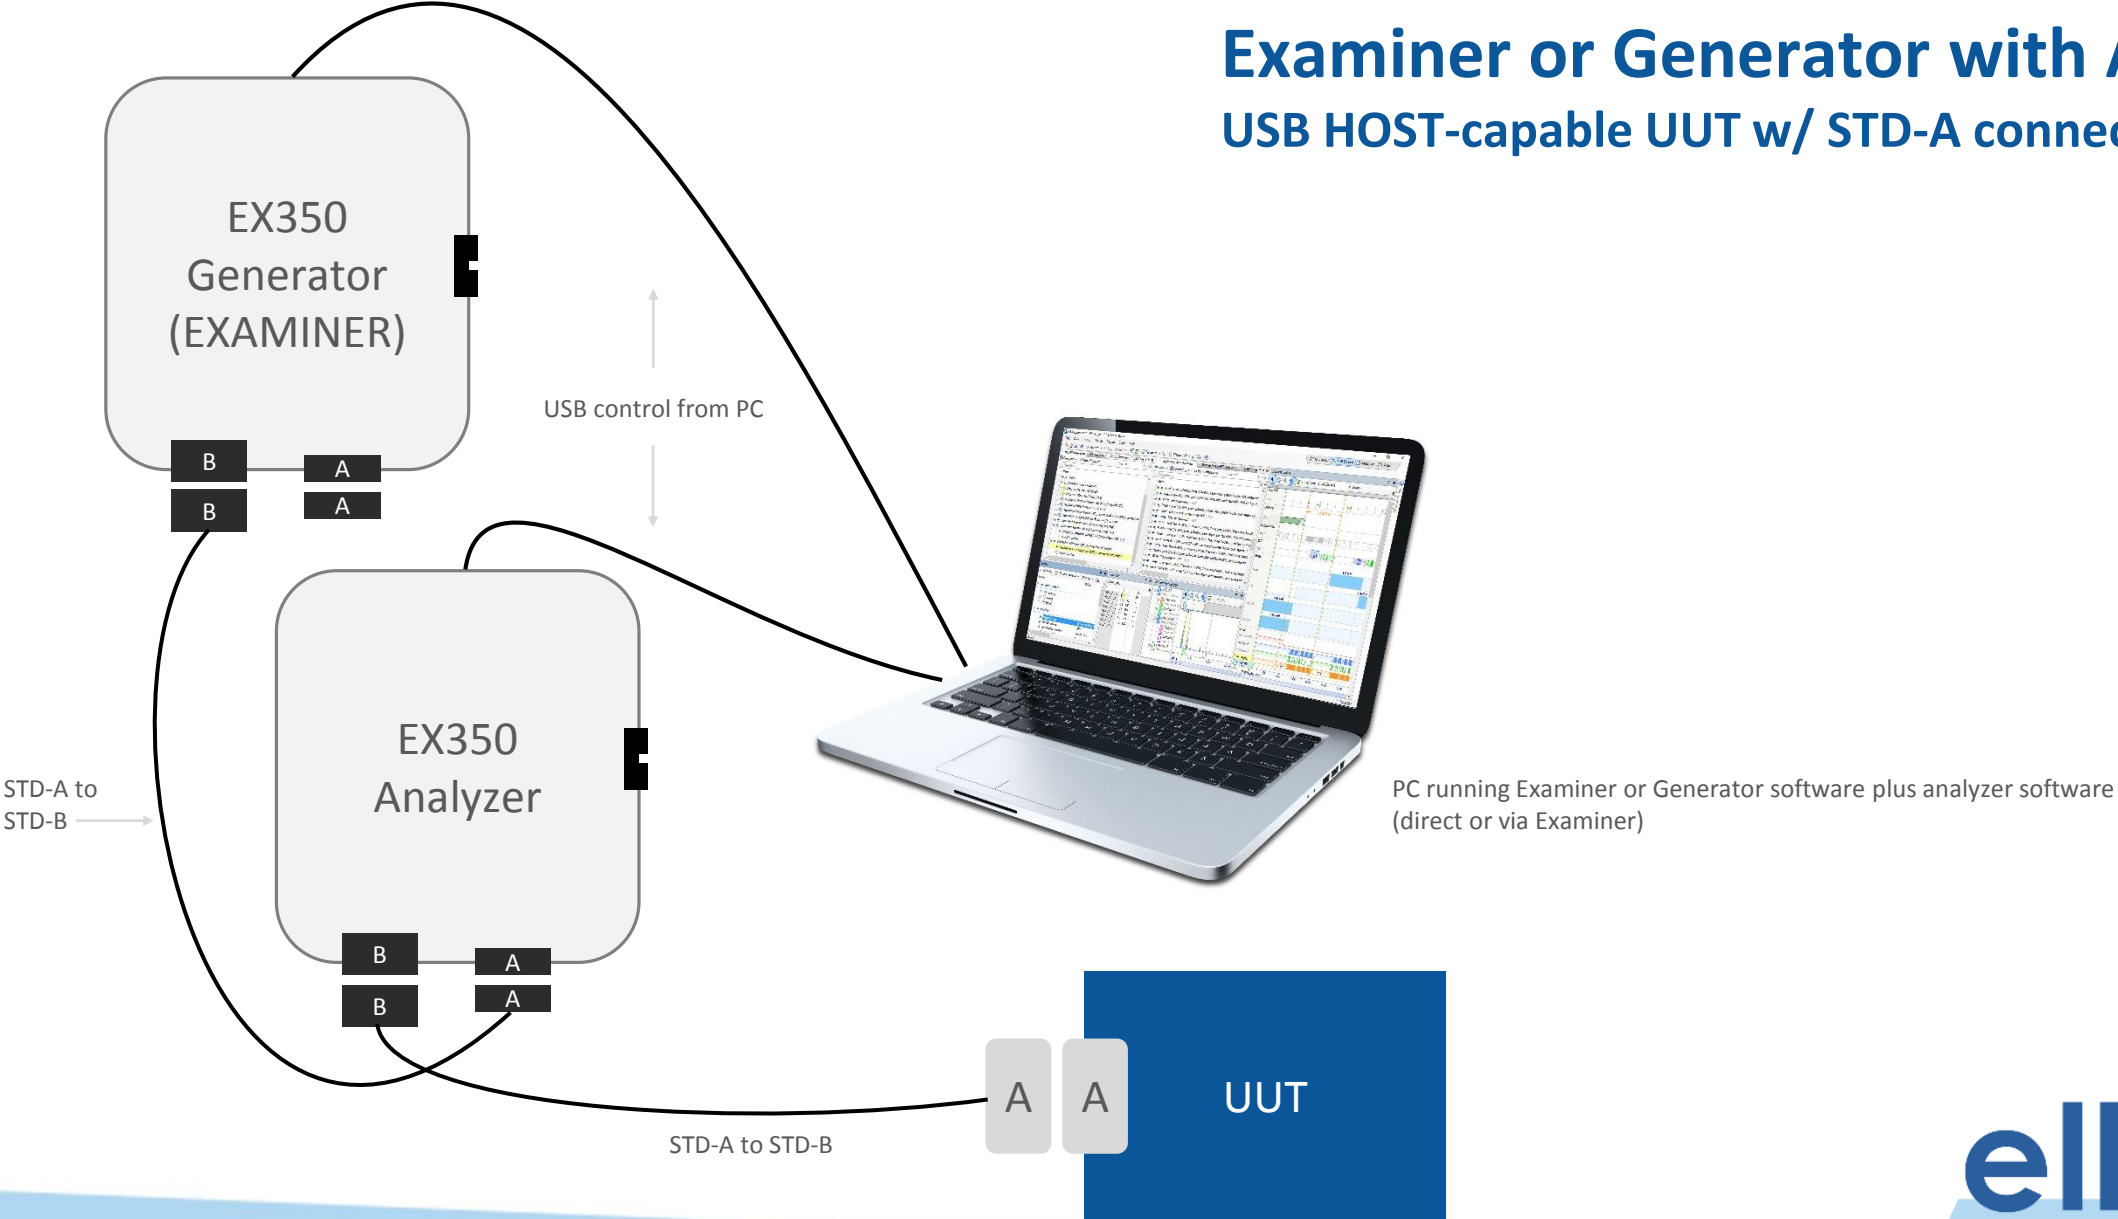 Examiner or Generator with A
USB HOST-capable UUT w/ STD-A connec
EX350
Generator
(EXAMINER)
B
A
B
A
USB control from PC
EX350
Analyzer
STD-A to
STD-B
PC running Examiner or Generator software plus analyzer software
(direct or via Examiner)
B
A
B
A
A
A
UUT
STD-A to STD-B
ell